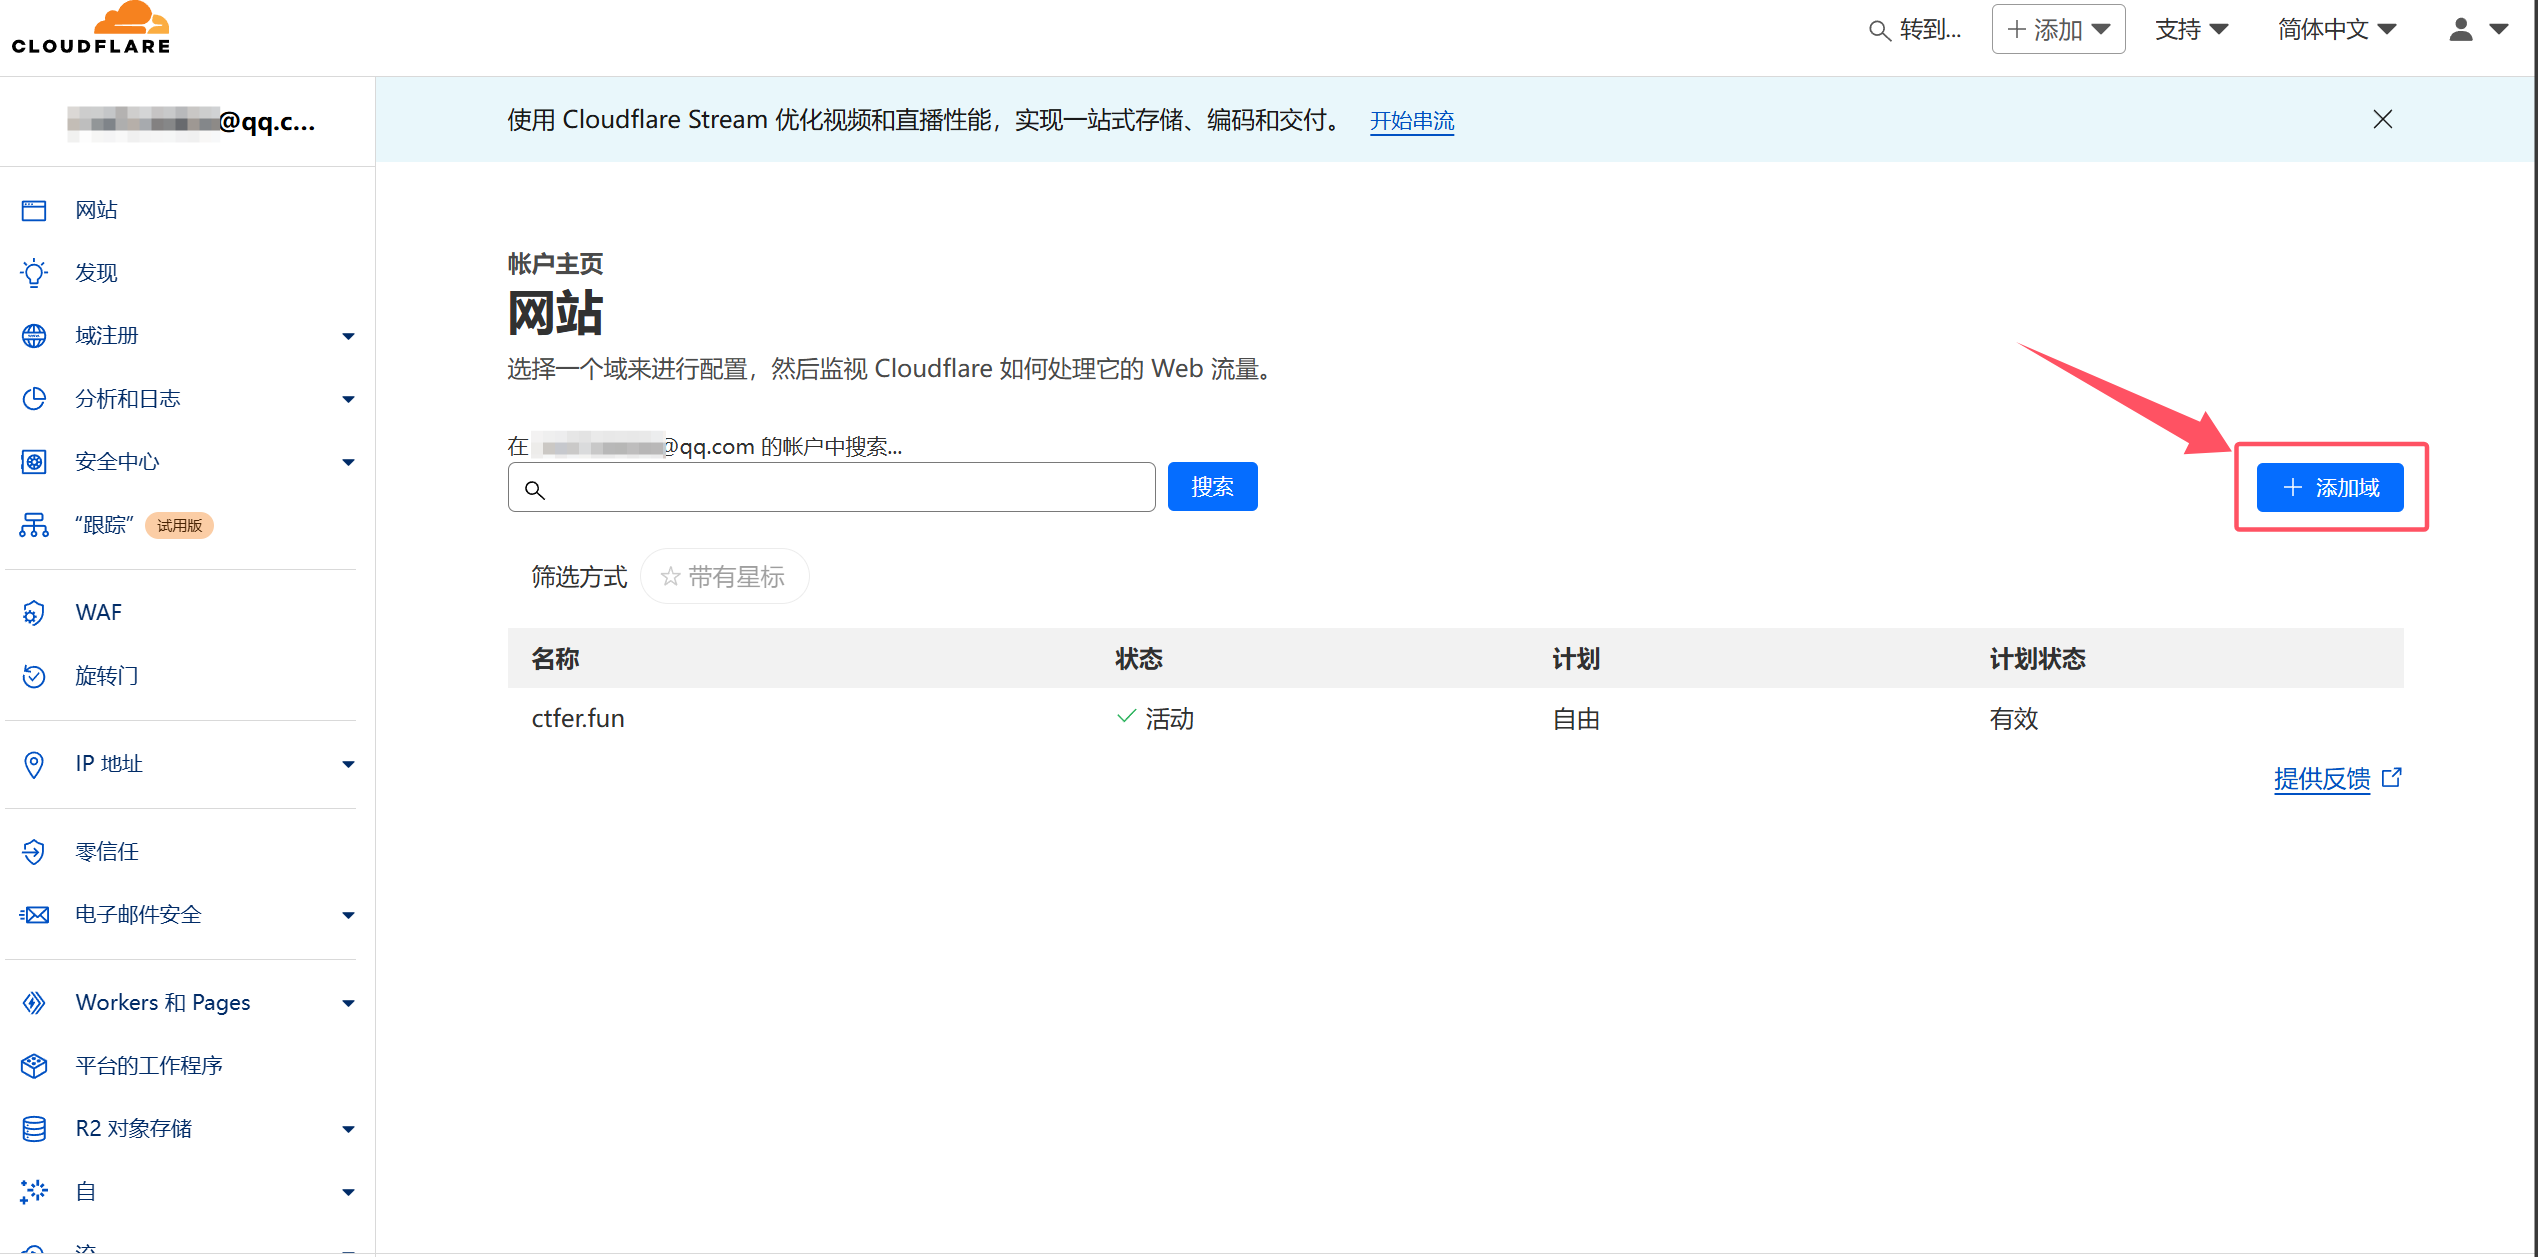 CLOUDFLARE
转到...
添加
支持
简体中文
@qq.c...
使用 Cloudflare Stream 优化视频和直播性能，实现一站式存储、编码和交付。 开始串流
网站
发现
域注册
分析和日志
安全中心
“跟踪” 试用版
WAF
旋转门
IP 地址
零信任
电子邮件安全
Workers 和 Pages
平台的工作程序
R2 对象存储
自
帐户主页
网站
选择一个域来进行配置，然后监视 Cloudflare 如何处理它的 Web 流量。
在 @qq.com 的帐户中搜索...
搜索
添加域
筛选方式 带有星标
名称 状态 计划 计划状态
ctfer.fun 活动 自由 有效
提供反馈